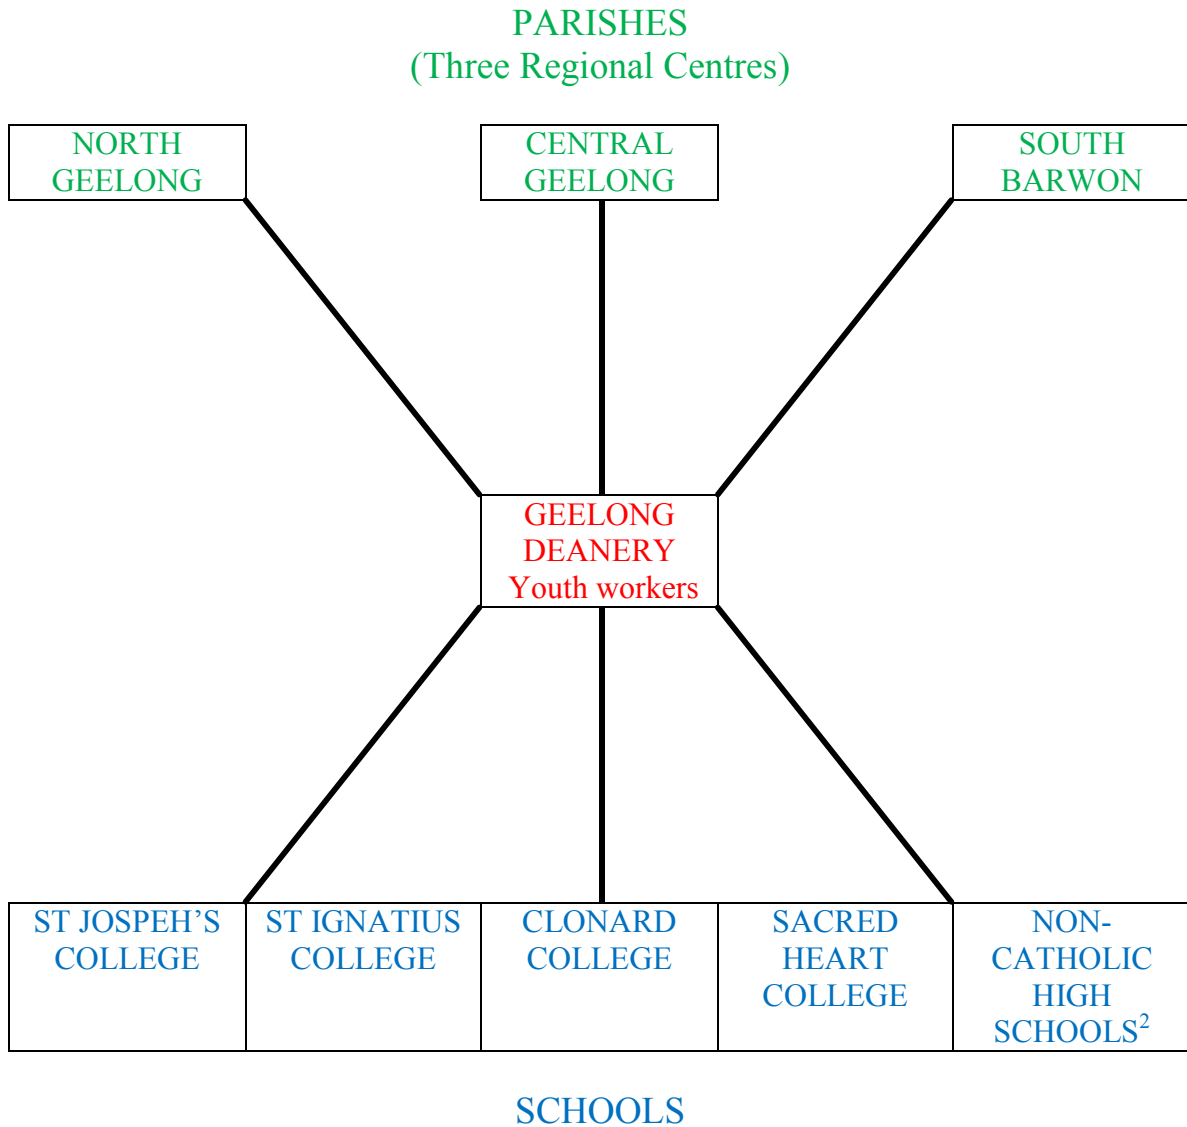 PARISHES
(Three Regional Centres)
NORTH
GEELONG
CENTRAL
GEELONG
SOUTH
BARWON
GEELONG
DEANERY
Youth workers
ST JOSPEH’S
COLLEGE
ST IGNATIUS
COLLEGE
CLONARD
COLLEGE
SACRED
HEART
COLLEGE
NON-
CATHOLIC
HIGH
SCHOOLS²
SCHOOLS